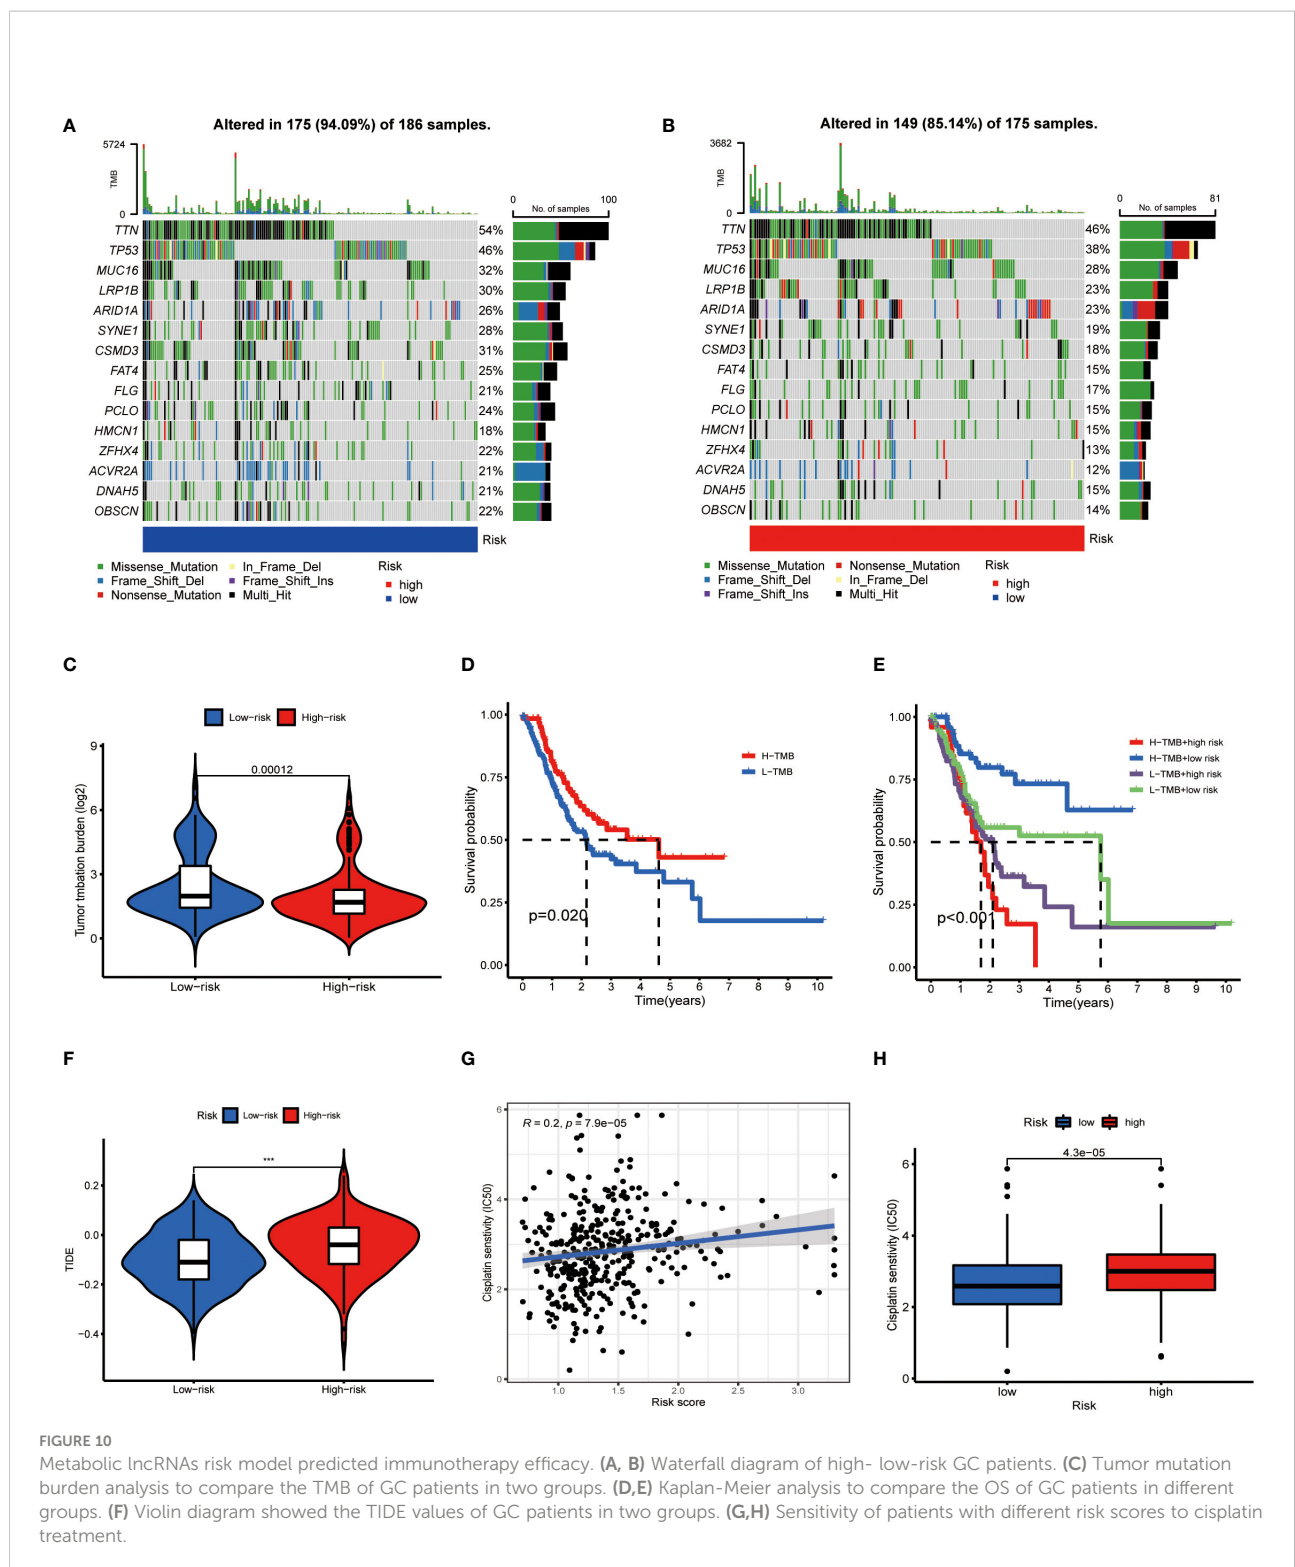 A
Altered in 175 (94.09%) of 186 samples.
5724
TMB
0
0 100
No. of samples
TTN 54%
TP53 46%
MUC16 32%
LRP1B 30%
ARID1A 26%
SYNE1 28%
CSMD3 31%
FAT4 25%
FLG 21%
PCLO 24%
HMCN1 18%
ZFHX4 22%
ACVR2A 21%
DNAH5 21%
OBSCN 22%
Risk
Missense_Mutation In_Frame_Del Risk
Frame_Shift_Del Frame_Shift_Ins high
Nonsense_Mutation Multi_Hit low
B
Altered in 149 (85.14%) of 175 samples.
3682
TMB
0
0 81
No. of samples
TTN 46%
TP53 38%
MUC16 28%
LRP1B 23%
ARID1A 23%
SYNE1 19%
CSMD3 18%
FAT4 15%
FLG 17%
PCLO 15%
HMCN1 15%
ZFHX4 13%
ACVR2A 12%
DNAH5 15%
OBSCN 14%
Risk
Missense_Mutation Nonsense_Mutation Risk
Frame_Shift_Del In_Frame_Del high
Frame_Shift_Ins Multi_Hit low
C
Low-risk High-risk
Tumor tmbation burden (log2)
9
6
3
0
0.00012
Low-risk High-risk
D
H-TMB
L-TMB
Survival probability
1.00
0.75
0.50
0.25
0.00
p=0.020
0 1 2 3 4 5 6 7 8 9 10
Time(years)
E
H-TMB+high risk
H-TMB+low risk
L-TMB+high risk
L-TMB+low risk
Survival probability
1.00
0.75
0.50
0.25
0.00
p<0.001
0 1 2 3 4 5 6 7 8 9 10
Time(years)
F
Risk Low-risk High-risk
TIDE
0.2
0.0
-0.2
-0.4
***
Low-risk High-risk
G
R = 0.2, p = 7.9e-05
Cisplatin senstivity (IC50)
6
4
2
0
1.0 1.5 2.0 2.5 3.0
Risk score
H
Risk low high
Cisplatin senstivity (IC50)
6
4
2
0
4.3e-05
low high
Risk
FIGURE 10
Metabolic lncRNAs risk model predicted immunotherapy efficacy. (A, B) Waterfall diagram of high- low-risk GC patients. (C) Tumor mutation
burden analysis to compare the TMB of GC patients in two groups. (D,E) Kaplan-Meier analysis to compare the OS of GC patients in different
groups. (F) Violin diagram showed the TIDE values of GC patients in two groups. (G,H) Sensitivity of patients with different risk scores to cisplatin
treatment.